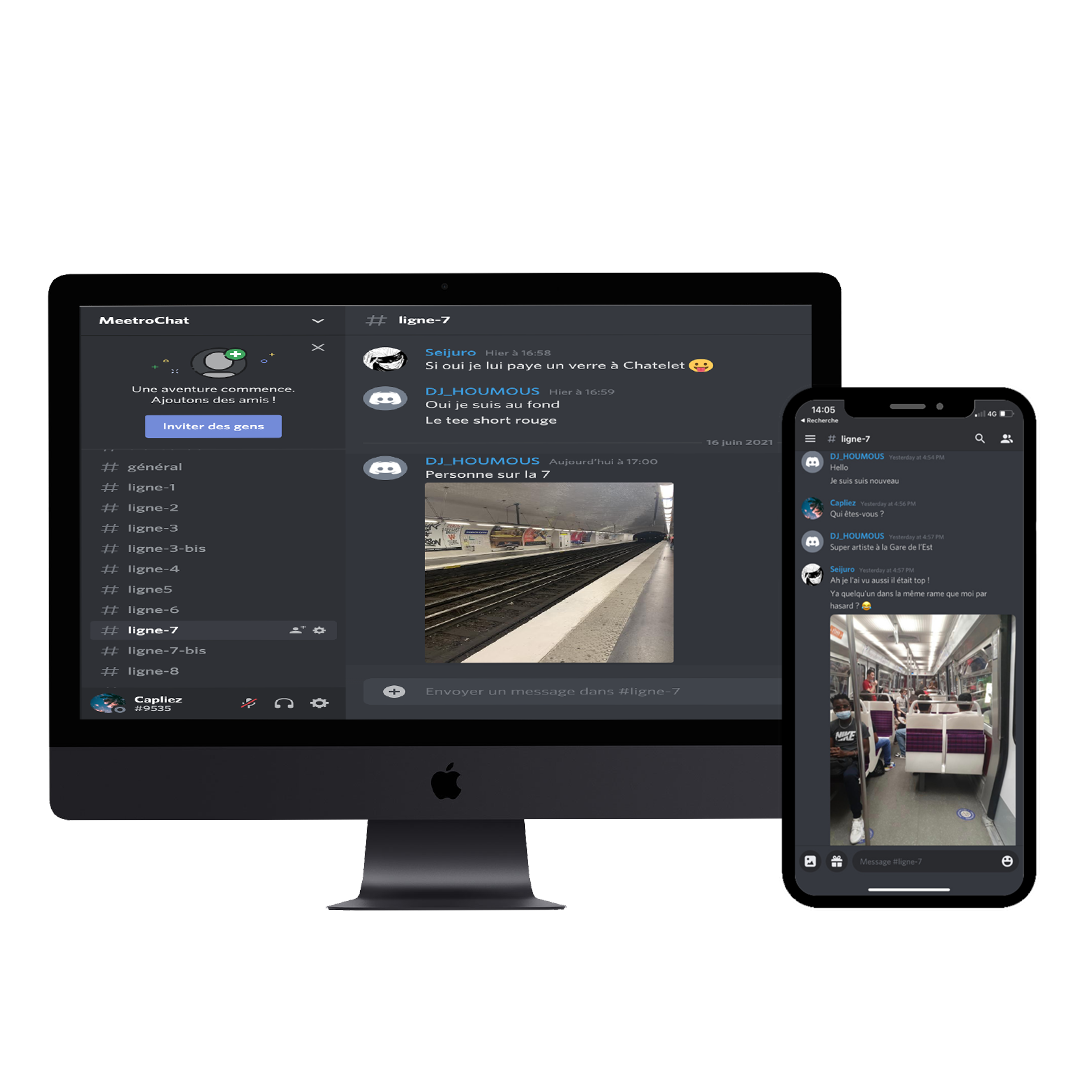 MeetroChat
Une aventure commence.
Ajoutons des amis !
Inviter des gens
# général
# ligne-1
# ligne-2
# ligne-3
# ligne-3-bis
# ligne-4
# ligne5
# ligne-6
# ligne-7
# ligne-7-bis
# ligne-8
Capliez
#9535
# ligne-7
Seijuro Hier à 16:58
Si oui je lui paye un verre à Chatelet 😛
DJ_HOUMOUS Hier à 16:59
Oui je suis au fond
Le tee short rouge
16 juin 2021
DJ_HOUMOUS Aujourd'hui à 17:00
Personne sur la 7
Envoyer un message dans #ligne-7
14:05
4G
◀ Recherche
# ligne-7
DJ_HOUMOUS Yesterday at 4:54 PM
Hello
Je suis suis nouveau
Capliez Yesterday at 4:56 PM
Qui êtes-vous ?
DJ_HOUMOUS Yesterday at 4:57 PM
Super artiste à la Gare de l'Est
Seijuro Yesterday at 4:57 PM
Ah je l'ai vu aussi il était top !
Ya quelqu'un dans la même rame que moi par
hasard ? 😂
NIKE
Message #ligne-7